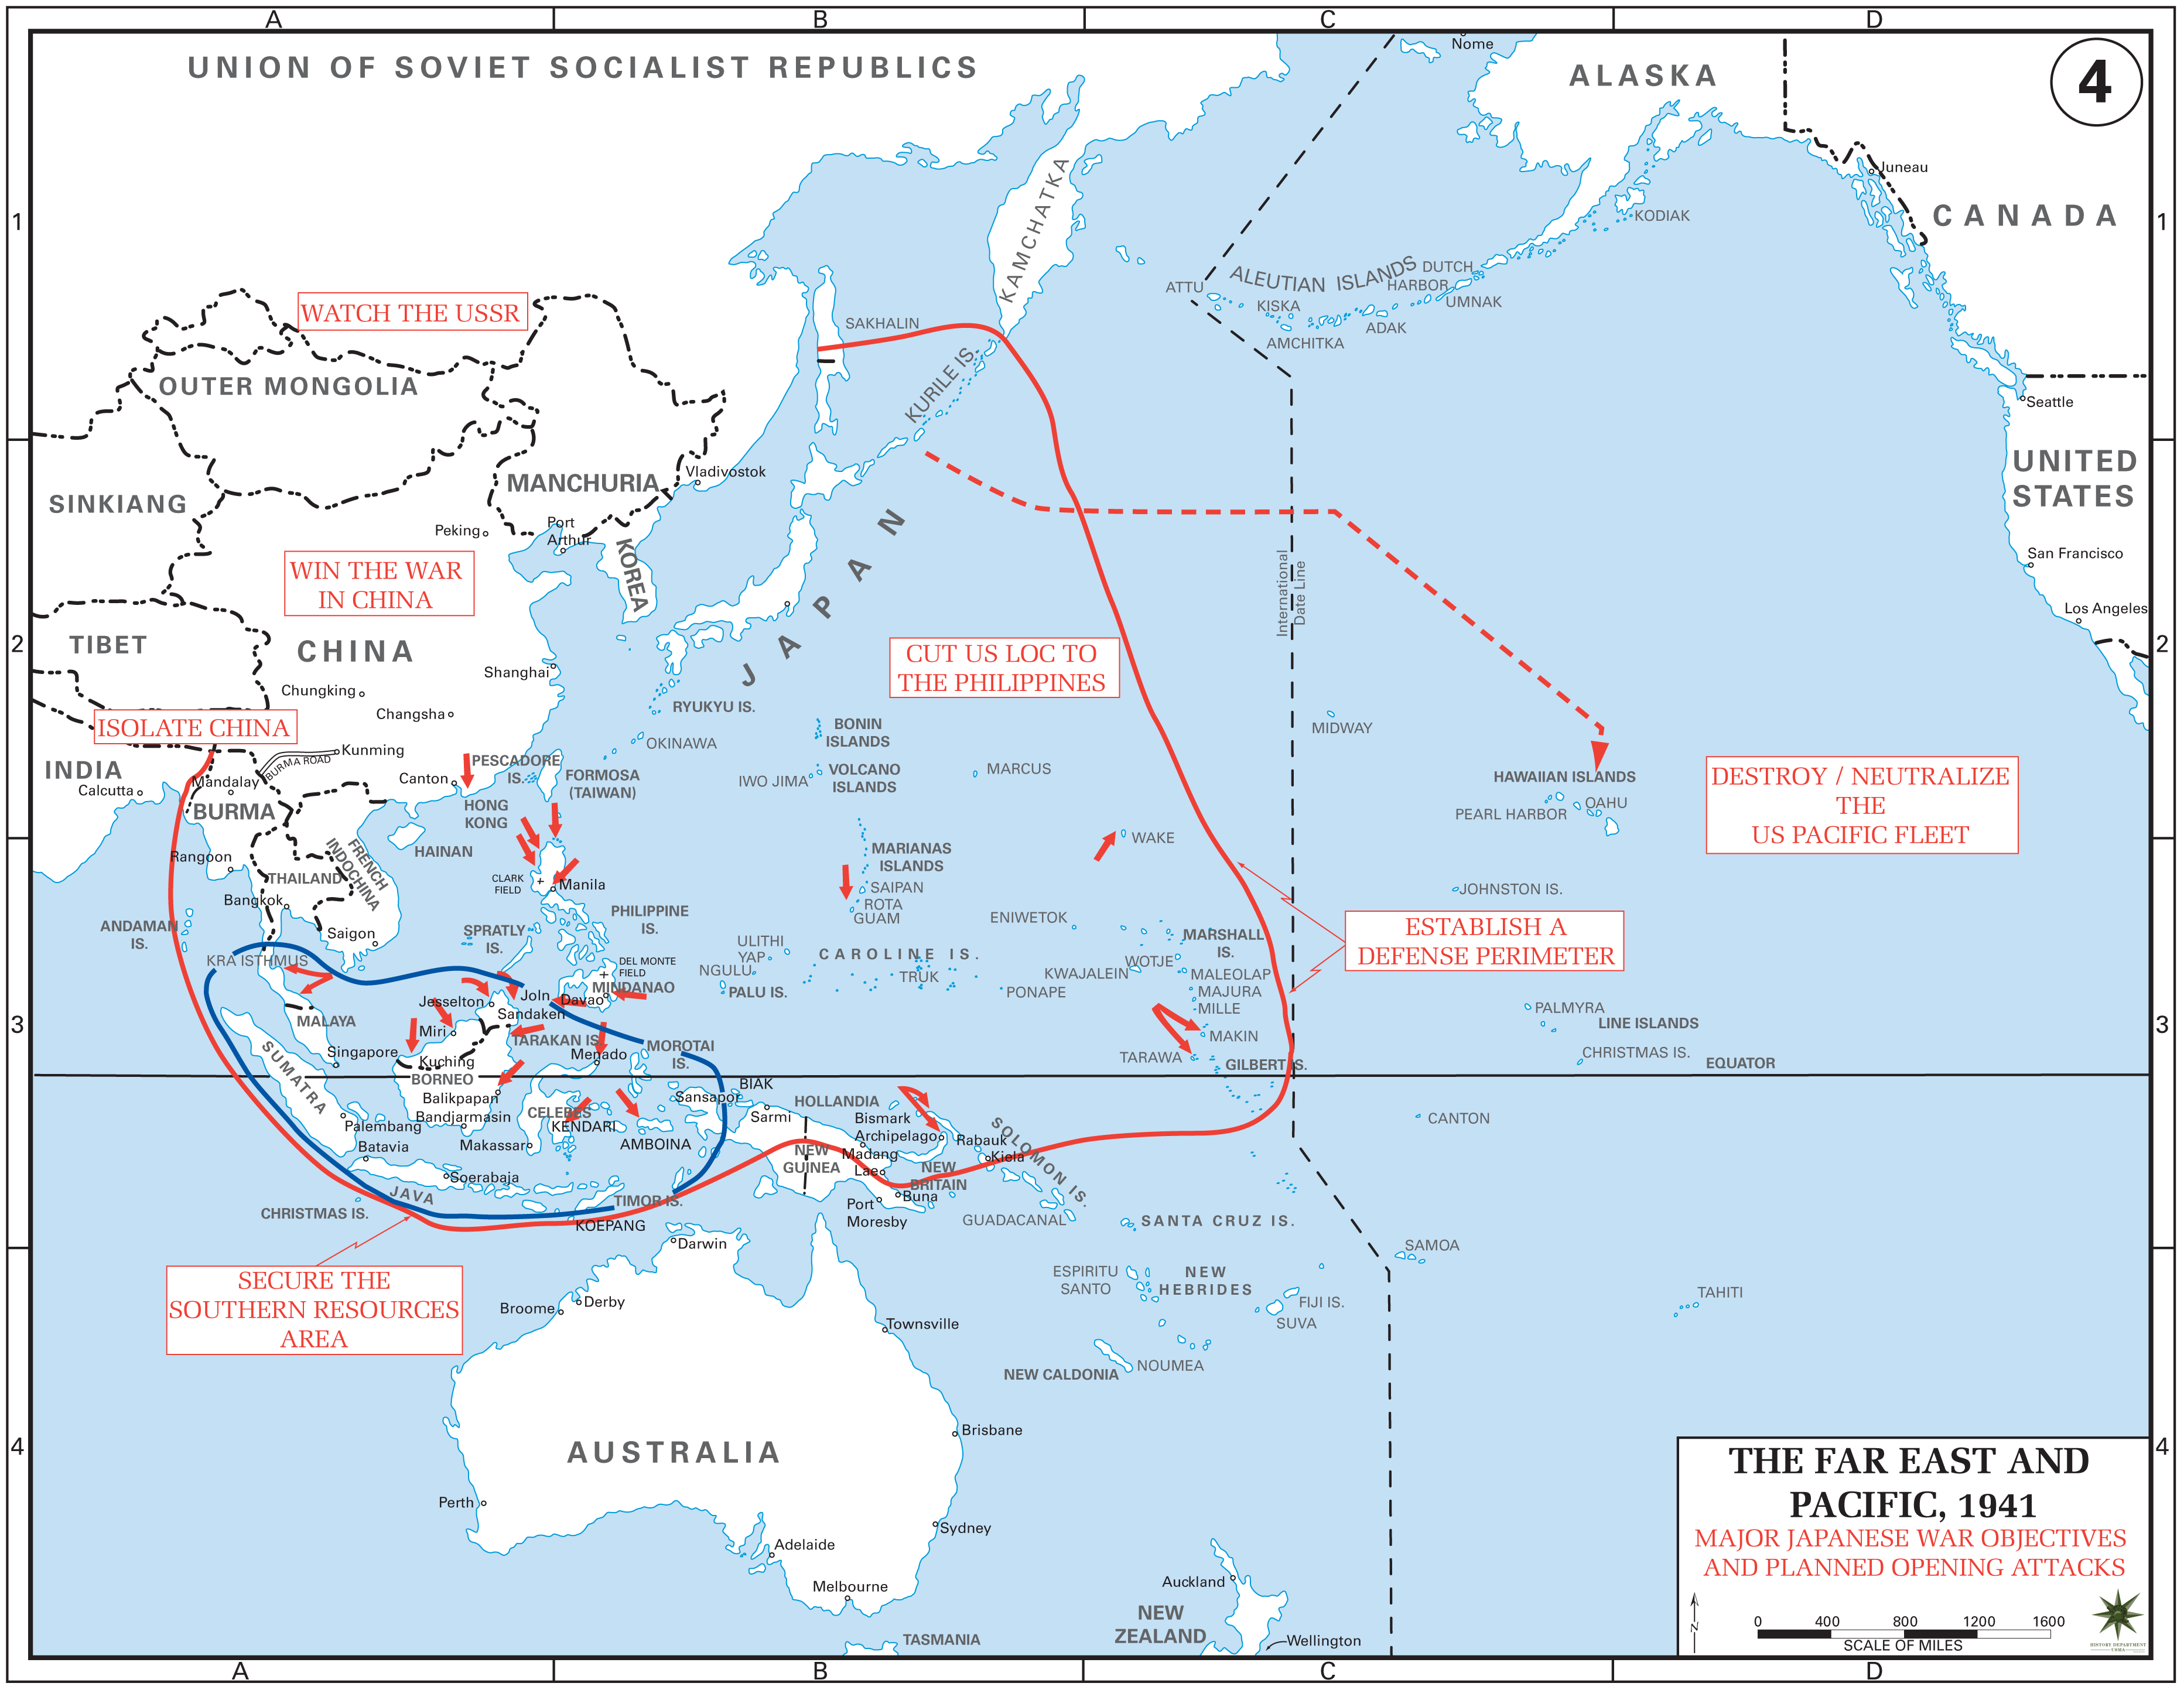 A
B
C
D
UNION OF SOVIET SOCIALIST REPUBLICS
Nome
ALASKA
4
Juneau
1
1
KODIAK
CANADA
KAMCHATKA
ALEUTIAN ISLANDS
DUTCH
HARBOR
ATTU
UMNAK
KISKA
ADAK
AMCHITKA
WATCH THE USSR
SAKHALIN
KURILE IS.
OUTER MONGOLIA
Seattle
UNITED
STATES
Vladivostok
MANCHURIA
SINKIANG
Peking
Port
Arthur
KOREA
JAPAN
San Francisco
WIN THE WAR
IN CHINA
International
Date Line
Los Angeles
2
2
TIBET
CHINA
CUT US LOC TO
THE PHILIPPINES
Shanghai
Chungking
Changsha
RYUKYU IS.
ISOLATE CHINA
BONIN
ISLANDS
MIDWAY
OKINAWA
Kunming
BURMA ROAD
INDIA
Calcutta
Mandalay
BURMA
Canton
PESCADORE
IS.
FORMOSA
(TAIWAN)
IWO JIMA
VOLCANO
ISLANDS
MARCUS
HAWAIIAN ISLANDS
OAHU
PEARL HARBOR
DESTROY / NEUTRALIZE
THE
US PACIFIC FLEET
HONG
KONG
HAINAN
WAKE
Rangoon
FRENCH
INDOCHINA
THAILAND
Bangkok
CLARK
FIELD
Manila
MARIANAS
ISLANDS
SAIPAN
ROTA
GUAM
JOHNSTON IS.
ANDAMAN
IS.
Saigon
SPRATLY
IS.
PHILIPPINE
IS.
ENIWETOK
ESTABLISH A
DEFENSE PERIMETER
MARSHALL
IS.
KRA ISTHMUS
ULITHI
YAP
NGULU
CAROLINE IS.
TRUK
DEL MONTE
FIELD
MINDANAO
PALU IS.
WOTJE
KWAJALEIN
MALEOLAP
MAJURA
MILLE
PONAPE
Jesselton
Joln
Davao
Sandaken
MALAYA
Miri
TARAKAN IS.
PALMYRA
LINE ISLANDS
3
3
MAKIN
TARAWA
GILBERT IS.
CHRISTMAS IS.
EQUATOR
Singapore
SUMATRA
Kuching
BORNEO
Menado
MOROTAI
IS.
Balikpapan
Bandjarmasin
BIAK
Sansapor
HOLLANDIA
Sarmi
CELEBES
KENDARI
Bismark
Archipelago
CANTON
Palembang
Batavia
Makassar
AMBOINA
Rabauk
SOLOMON IS.
Kiela
NEW
GUINEA
Madang
Lae
NEW
BRITAIN
Soerabaja
JAVA
TIMOR IS.
Buna
Port
Moresby
CHRISTMAS IS.
KOEPANG
GUADACANAL
SANTA CRUZ IS.
Darwin
SAMOA
SECURE THE
SOUTHERN RESOURCES
AREA
ESPIRITU
SANTO
NEW
HEBRIDES
TAHITI
Broome
Derby
FIJI IS.
SUVA
Townsville
NEW CALDONIA
NOUMEA
AUSTRALIA
Brisbane
4
4
Perth
Sydney
Adelaide
Melbourne
Auckland
NEW
ZEALAND
TASMANIA
Wellington
THE FAR EAST AND
PACIFIC, 1941
MAJOR JAPANESE WAR OBJECTIVES
AND PLANNED OPENING ATTACKS
N
0 400 800 1200 1600
SCALE OF MILES
HISTORY DEPARTMENT
USMA
A
B
C
D